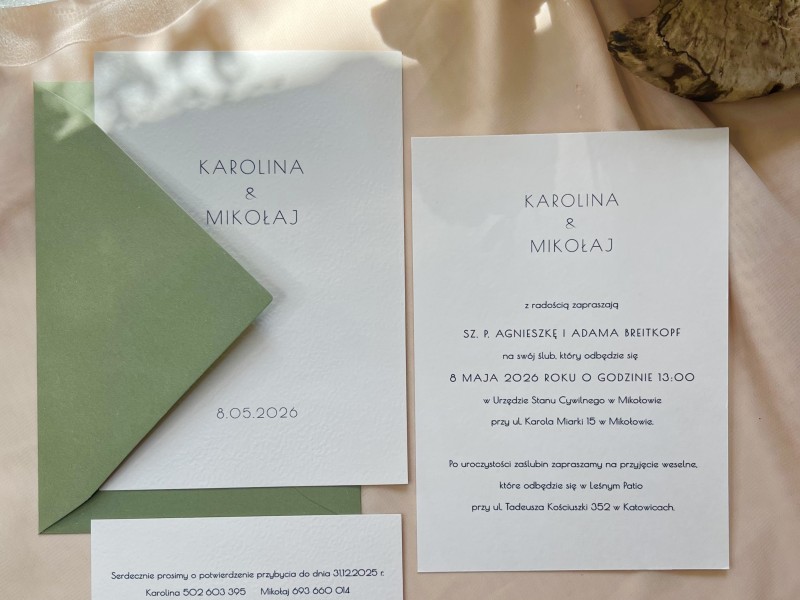 KAROLINA
&
MIKOŁAJ
8.05.2026
KAROLINA
&
MIKOŁAJ
z radością zapraszają
SZ. P. AGNIESZKĘ I ADAMA BREITKOPF
na swój ślub, który odbędzie się
8 MAJA 2026 ROKU O GODZINIE 13:00
w Urzędzie Stanu Cywilnego w Mikołowie
przy ul. Karola Miarki 15 w Mikołowie.
Po uroczystości zaślubin zapraszamy na przyjęcie weselne,
które odbędzie się w Leśnym Patio
przy ul. Tadeusza Kościuszki 352 w Katowicach.
Serdecznie prosimy o potwierdzenie przybycia do dnia 31.12.2025 r.
Karolina 502 603 395 Mikołaj 693 660 014